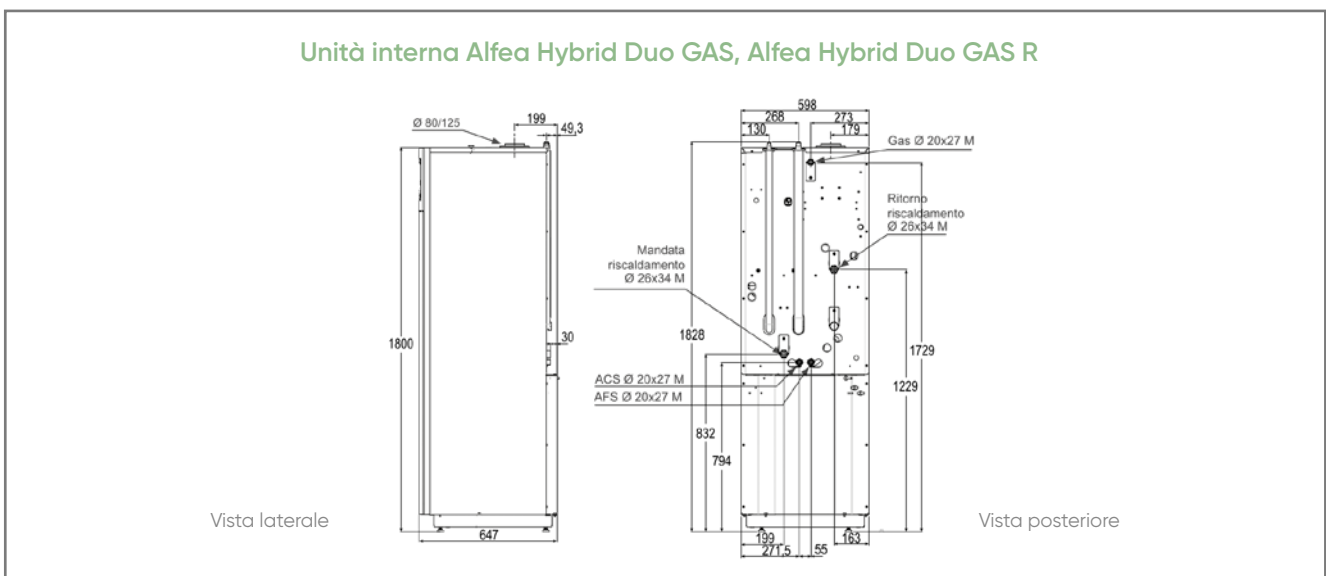 Unità interna Alfea Hybrid Duo GAS, Alfea Hybrid Duo GAS R
Ø 80/125
199
49,3
1800
30
647
Vista laterale
598
268
273
130
179
Gas Ø 20x27 M
Ritorno
riscaldamento
Ø 26x34 M
Mandata
riscaldamento
Ø 26x34 M
1828
1729
1229
ACS Ø 20x27 M
AFS Ø 20x27 M
832
794
199
163
271,5
55
Vista posteriore